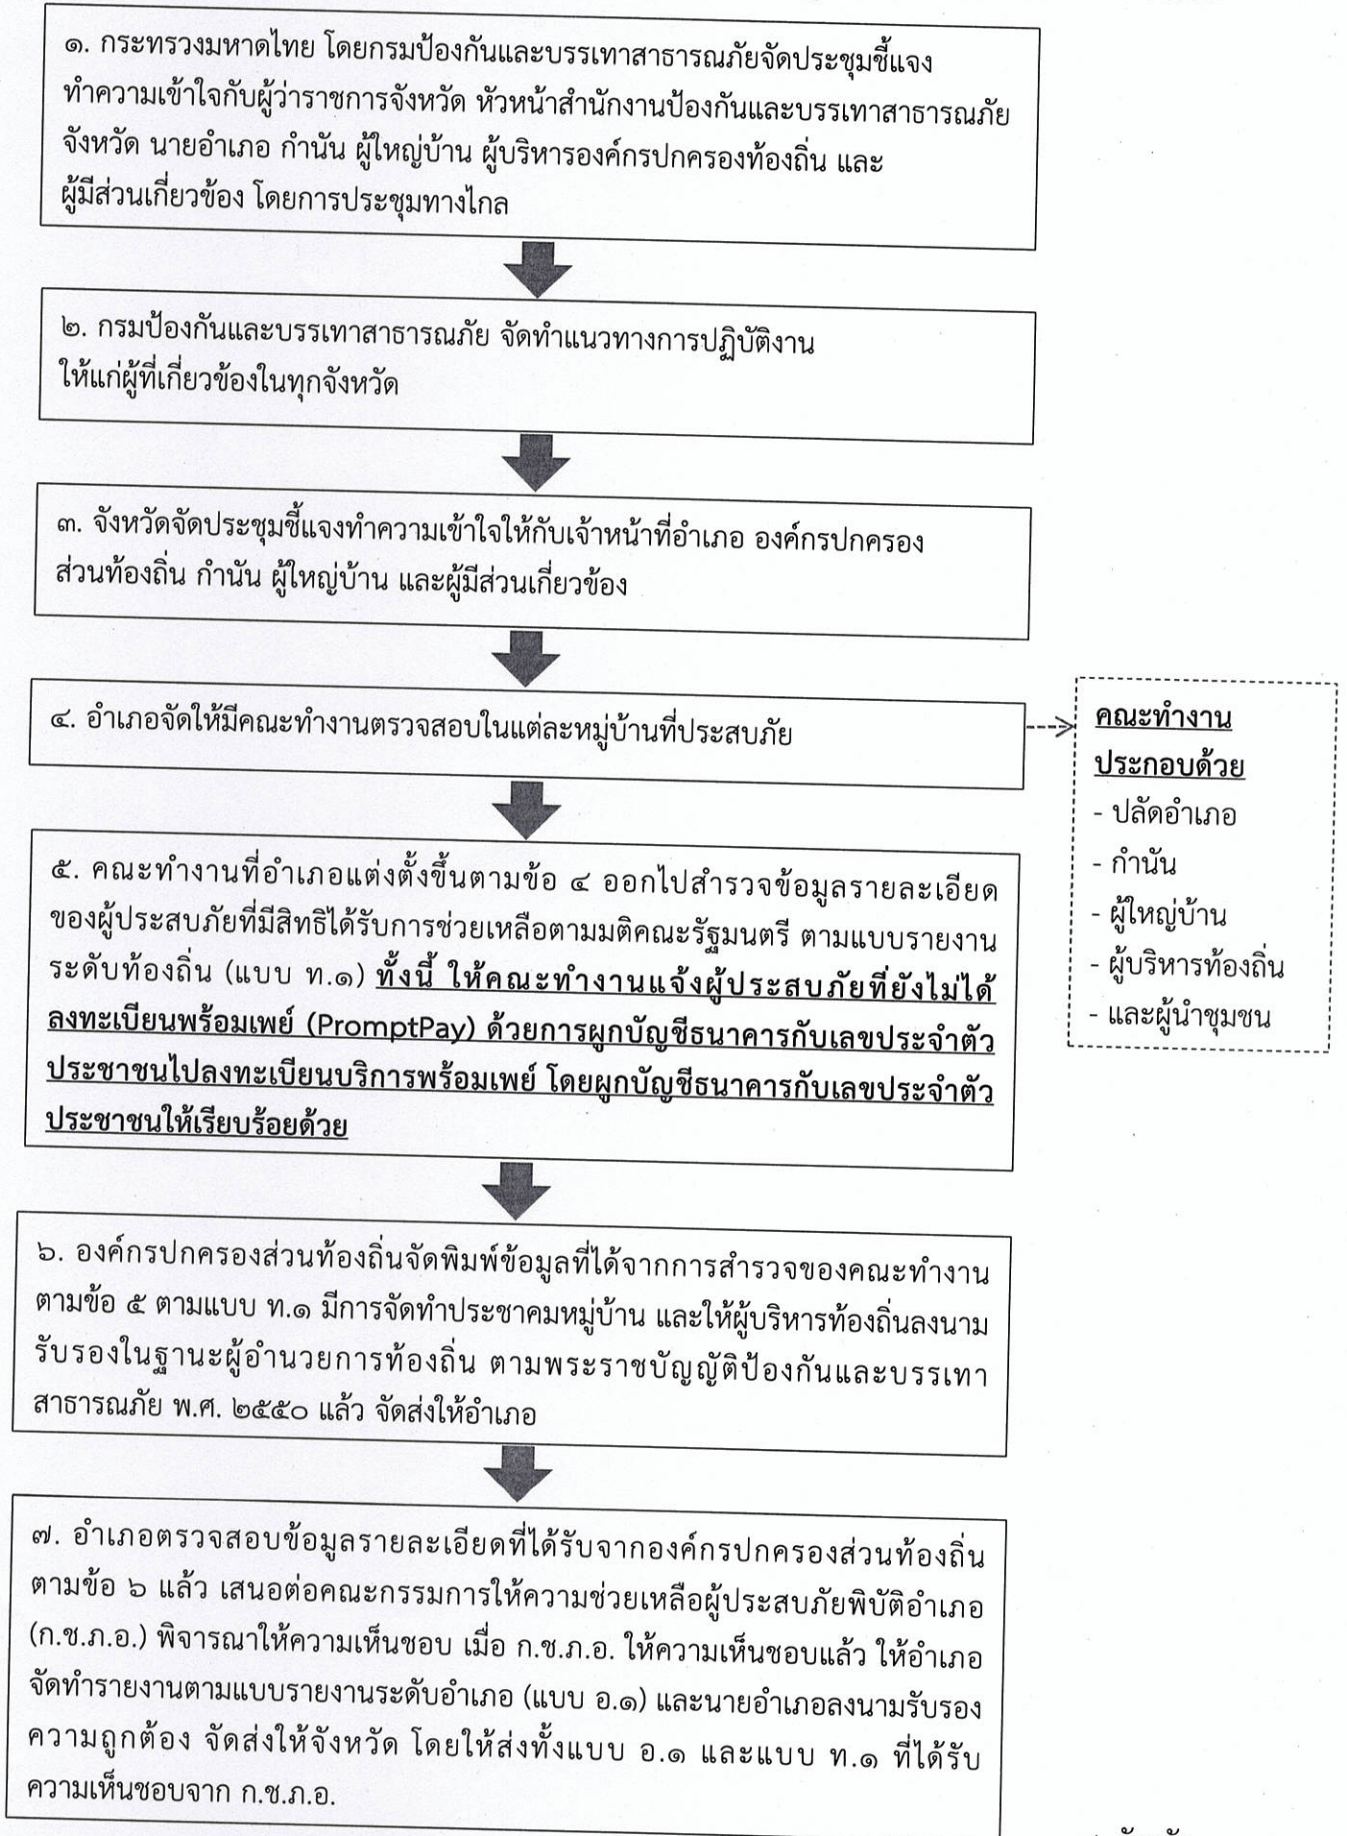 ๑. กระทรวงมหาดไทย โดยกรมป้องกันและบรรเทาสาธารณภัยจัดประชุมชี้แจง
ทำความเข้าใจกับผู้ว่าราชการจังหวัด หัวหน้าสำนักงานป้องกันและบรรเทาสาธารณภัย
จังหวัด นายอำเภอ กำนัน ผู้ใหญ่บ้าน ผู้บริหารองค์กรปกครองท้องถิ่น และ
ผู้มีส่วนเกี่ยวข้อง โดยการประชุมทางไกล
๒. กรมป้องกันและบรรเทาสาธารณภัย จัดทำแนวทางการปฏิบัติงาน
ให้แก่ผู้ที่เกี่ยวข้องในทุกจังหวัด
๓. จังหวัดจัดประชุมชี้แจงทำความเข้าใจให้กับเจ้าหน้าที่อำเภอ องค์กรปกครอง
ส่วนท้องถิ่น กำนัน ผู้ใหญ่บ้าน และผู้มีส่วนเกี่ยวข้อง
๔. อำเภอจัดให้มีคณะทำงานตรวจสอบในแต่ละหมู่บ้านที่ประสบภัย
คณะทำงาน
ประกอบด้วย
- ปลัดอำเภอ
- กำนัน
- ผู้ใหญ่บ้าน
- ผู้บริหารท้องถิ่น
- และผู้นำชุมชน
๕. คณะทำงานที่อำเภอแต่งตั้งขึ้นตามข้อ ๔ ออกไปสำรวจข้อมูลรายละเอียด
ของผู้ประสบภัยที่มีสิทธิได้รับการช่วยเหลือตามมติคณะรัฐมนตรี ตามแบบรายงาน
ระดับท้องถิ่น (แบบ ท.๑) ทั้งนี้ ให้คณะทำงานแจ้งผู้ประสบภัยที่ยังไม่ได้
ลงทะเบียนพร้อมเพย์ (PromptPay) ด้วยการผูกบัญชีธนาคารกับเลขประจำตัว
ประชาชนไปลงทะเบียนบริการพร้อมเพย์ โดยผูกบัญชีธนาคารกับเลขประจำตัว
ประชาชนให้เรียบร้อยด้วย
๖. องค์กรปกครองส่วนท้องถิ่นจัดพิมพ์ข้อมูลที่ได้จากการสำรวจของคณะทำงาน
ตามข้อ ๕ ตามแบบ ท.๑ มีการจัดทำประชาคมหมู่บ้าน และให้ผู้บริหารท้องถิ่นลงนาม
รับรองในฐานะผู้อำนวยการท้องถิ่น ตามพระราชบัญญัติป้องกันและบรรเทา
สาธารณภัย พ.ศ. ๒๕๕๐ แล้ว จัดส่งให้อำเภอ
๗. อำเภอตรวจสอบข้อมูลรายละเอียดที่ได้รับจากองค์กรปกครองส่วนท้องถิ่น
ตามข้อ ๖ แล้ว เสนอต่อคณะกรรมการให้ความช่วยเหลือผู้ประสบภัยพิบัติอำเภอ
(ก.ช.ภ.อ.) พิจารณาให้ความเห็นชอบ เมื่อ ก.ช.ภ.อ. ให้ความเห็นชอบแล้ว ให้อำเภอ
จัดทำรายงานตามแบบรายงานระดับอำเภอ (แบบ อ.๑) และนายอำเภอลงนามรับรอง
ความถูกต้อง จัดส่งให้จังหวัด โดยให้ส่งทั้งแบบ อ.๑ และแบบ ท.๑ ที่ได้รับ
ความเห็นชอบจาก ก.ช.ภ.อ.